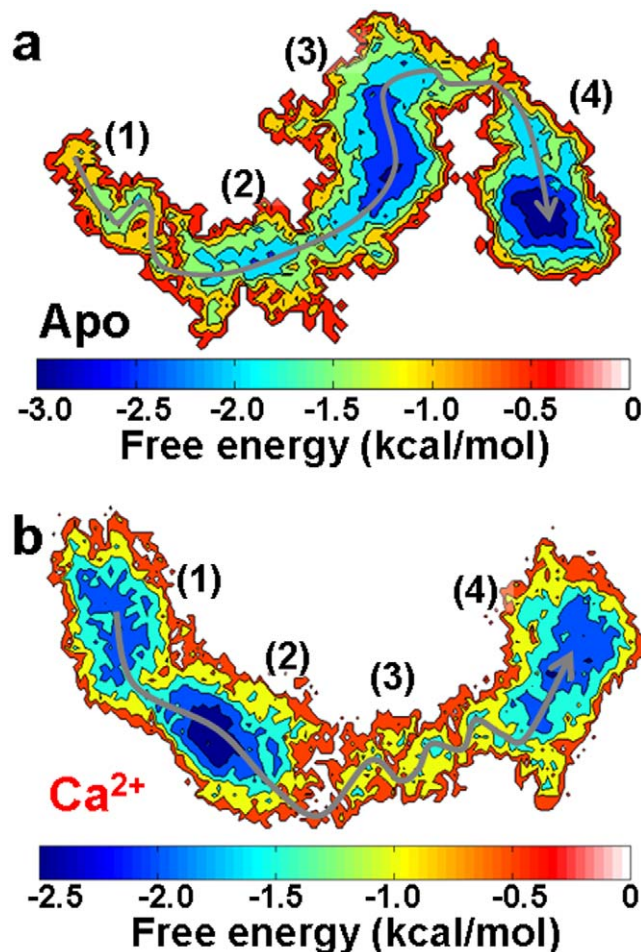 a
(1)
(2)
(3)
(4)
Apo
-3.0 -2.5 -2.0 -1.5 -1.0 -0.5 0
Free energy (kcal/mol)
b
(1)
(2)
(3)
(4)
Ca²⁺
-2.5 -2.0 -1.5 -1.0 -0.5 0
Free energy (kcal/mol)